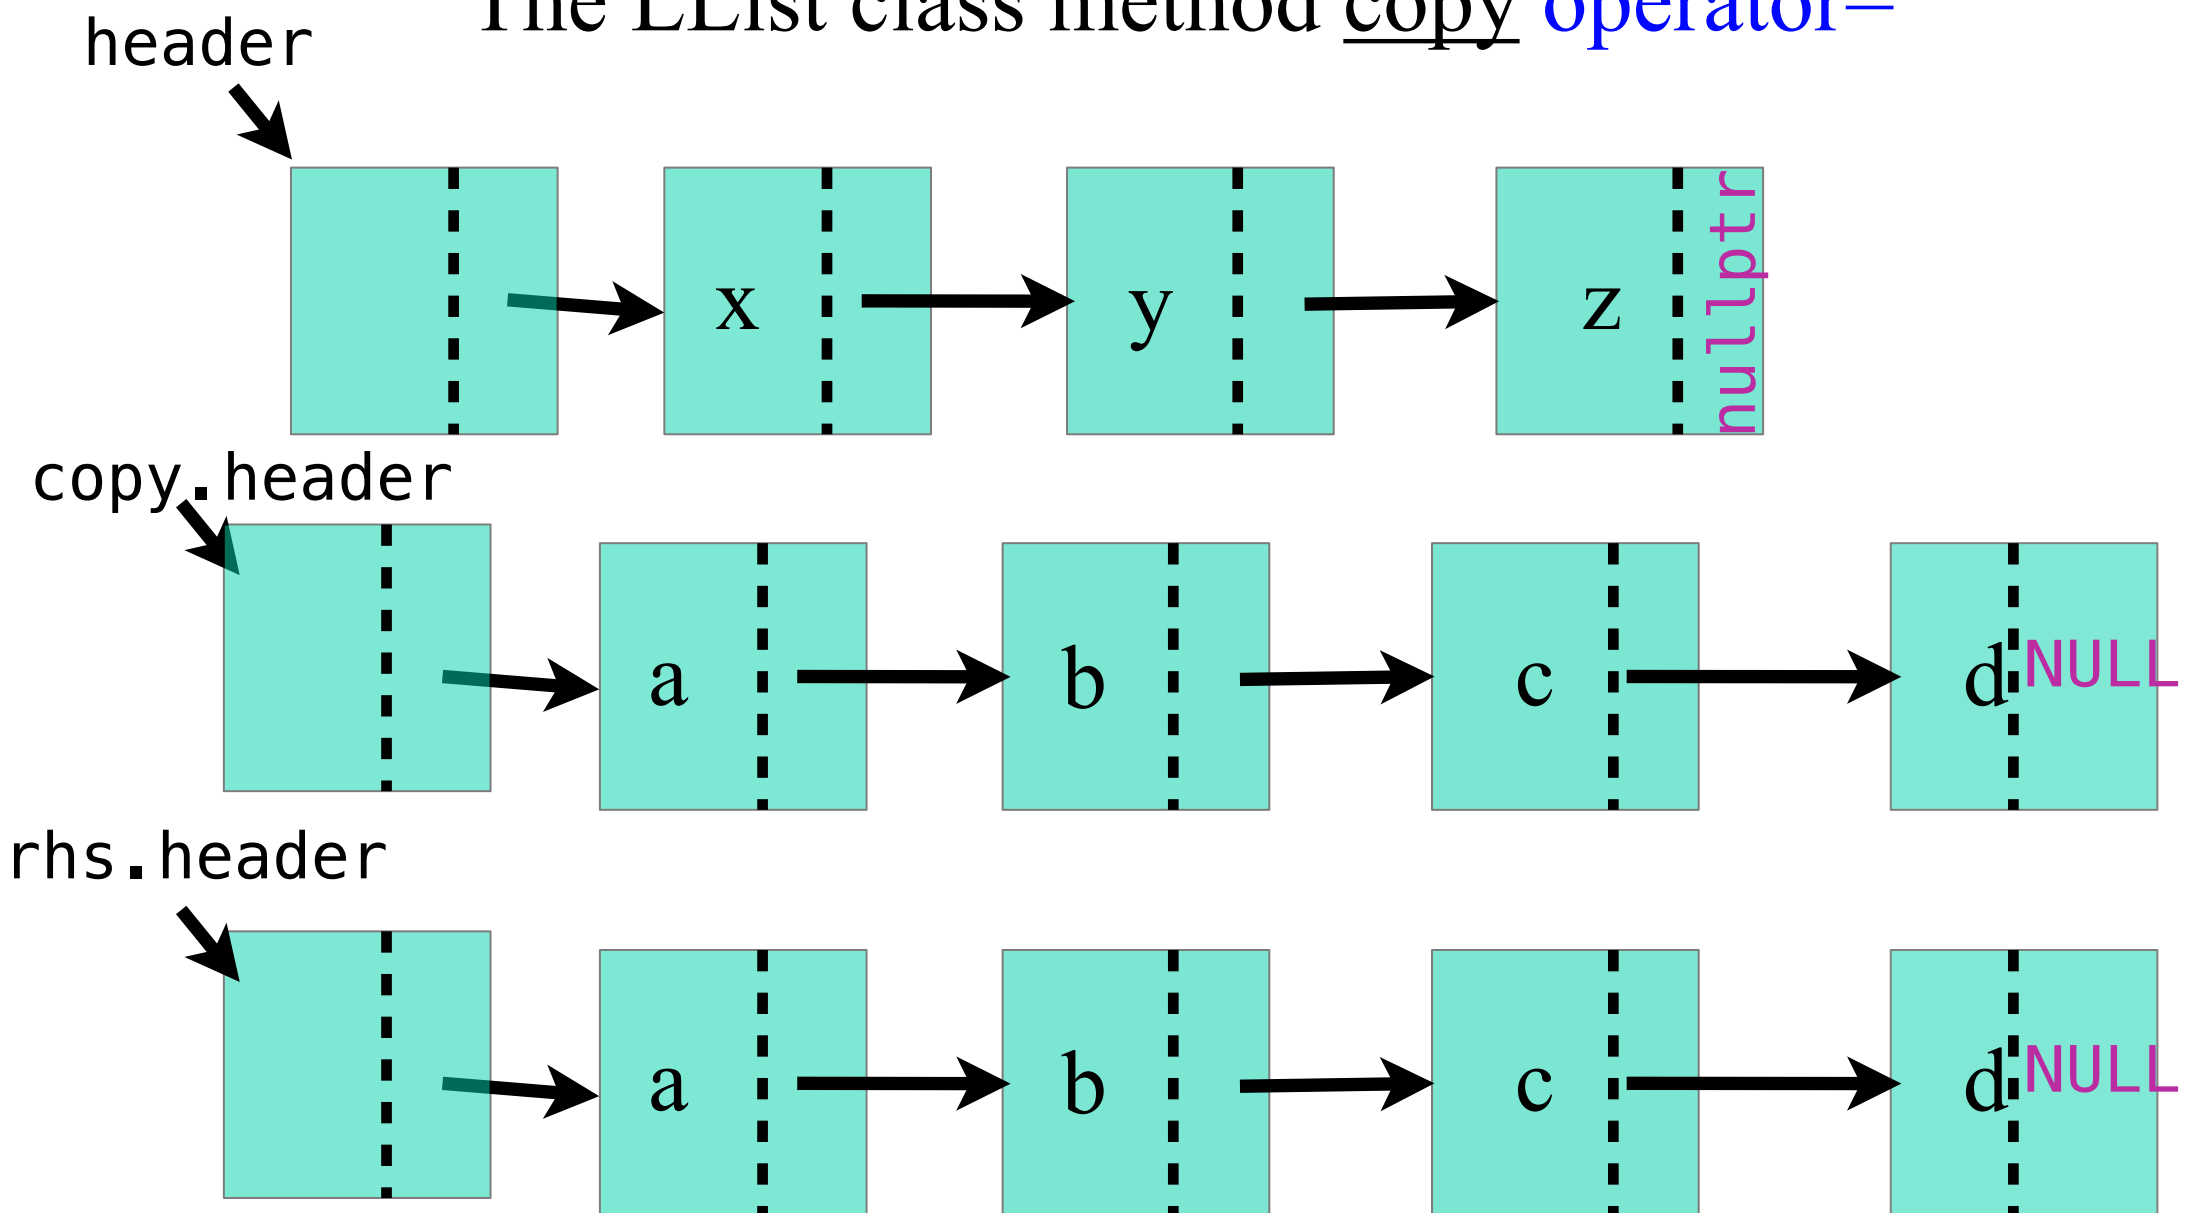 The LList class method copy operator=
header
x y z nullptr
copy.header
a b c d NULL
rhs.header
a b c d NULL